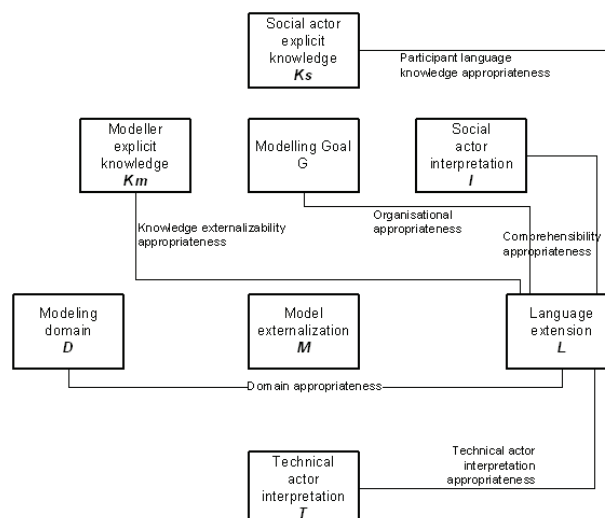 Social actor
explicit
knowledge
Ks
Participant language
knowledge appropriateness
Modeller
explicit
knowledge
Km
Modelling Goal
G
Social
actor
interpretation
I
Knowledge externalizability
appropriateness
Organisational
appropriateness
Comprehensibility
appropriateness
Modeling
domain
D
Model
externalization
M
Language
extension
L
Domain appropriateness
Technical actor
interpretation
appropriateness
Technical
actor
interpretation
T